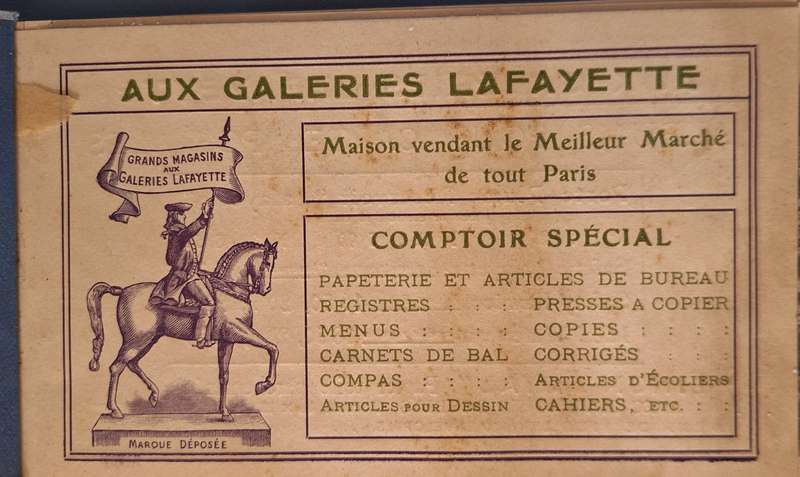 AUX GALERIES LAFAYETTE
GRANDS MAGASINS
AUX
GALERIES LAFAYETTE
MARQUE DÉPOSÉE
Maison vendant le Meilleur Marché
de tout Paris
COMPTOIR SPÉCIAL
PAPETERIE ET ARTICLES DE BUREAU
REGISTRES : : : PRESSES A COPIER
MENUS : : : : COPIES : : : :
CARNETS DE BAL CORRIGÉS : : :
COMPAS : : : : ARTICLES D'ÉCOLIERS
ARTICLES POUR DESSIN CAHIERS, ETC. : :